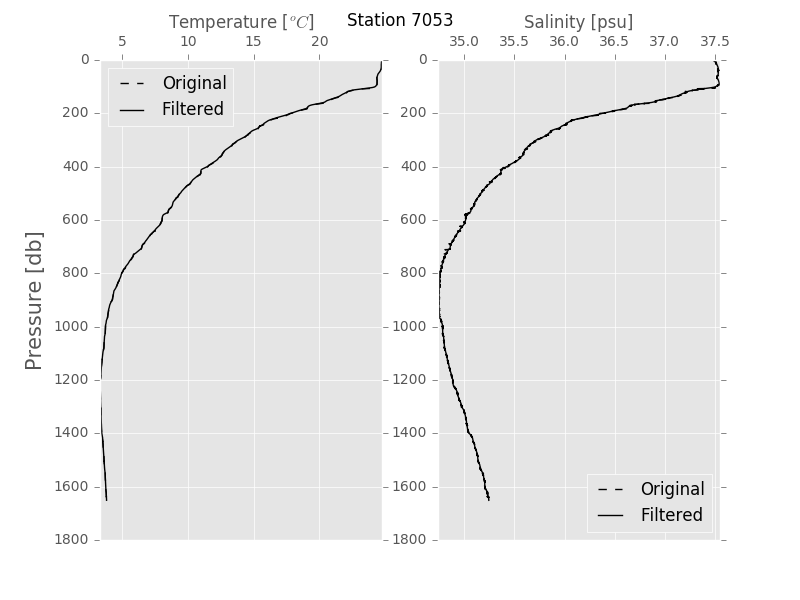 Temperature [°C] Station 7053 Salinity [psu]
5 10 15 20 35.0 35.5 36.0 36.5 37.0 37.5
0 0
Original
Filtered
200 200
400 400
600 600
Pressure [db]
800 800
1000 1000
1200 1200
1400 1400
1600 1600
Original
Filtered
1800 1800